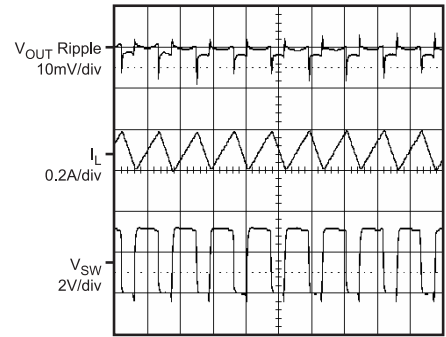 V_OUT Ripple
10mV/div
I_L
0.2A/div
V_SW
2V/div